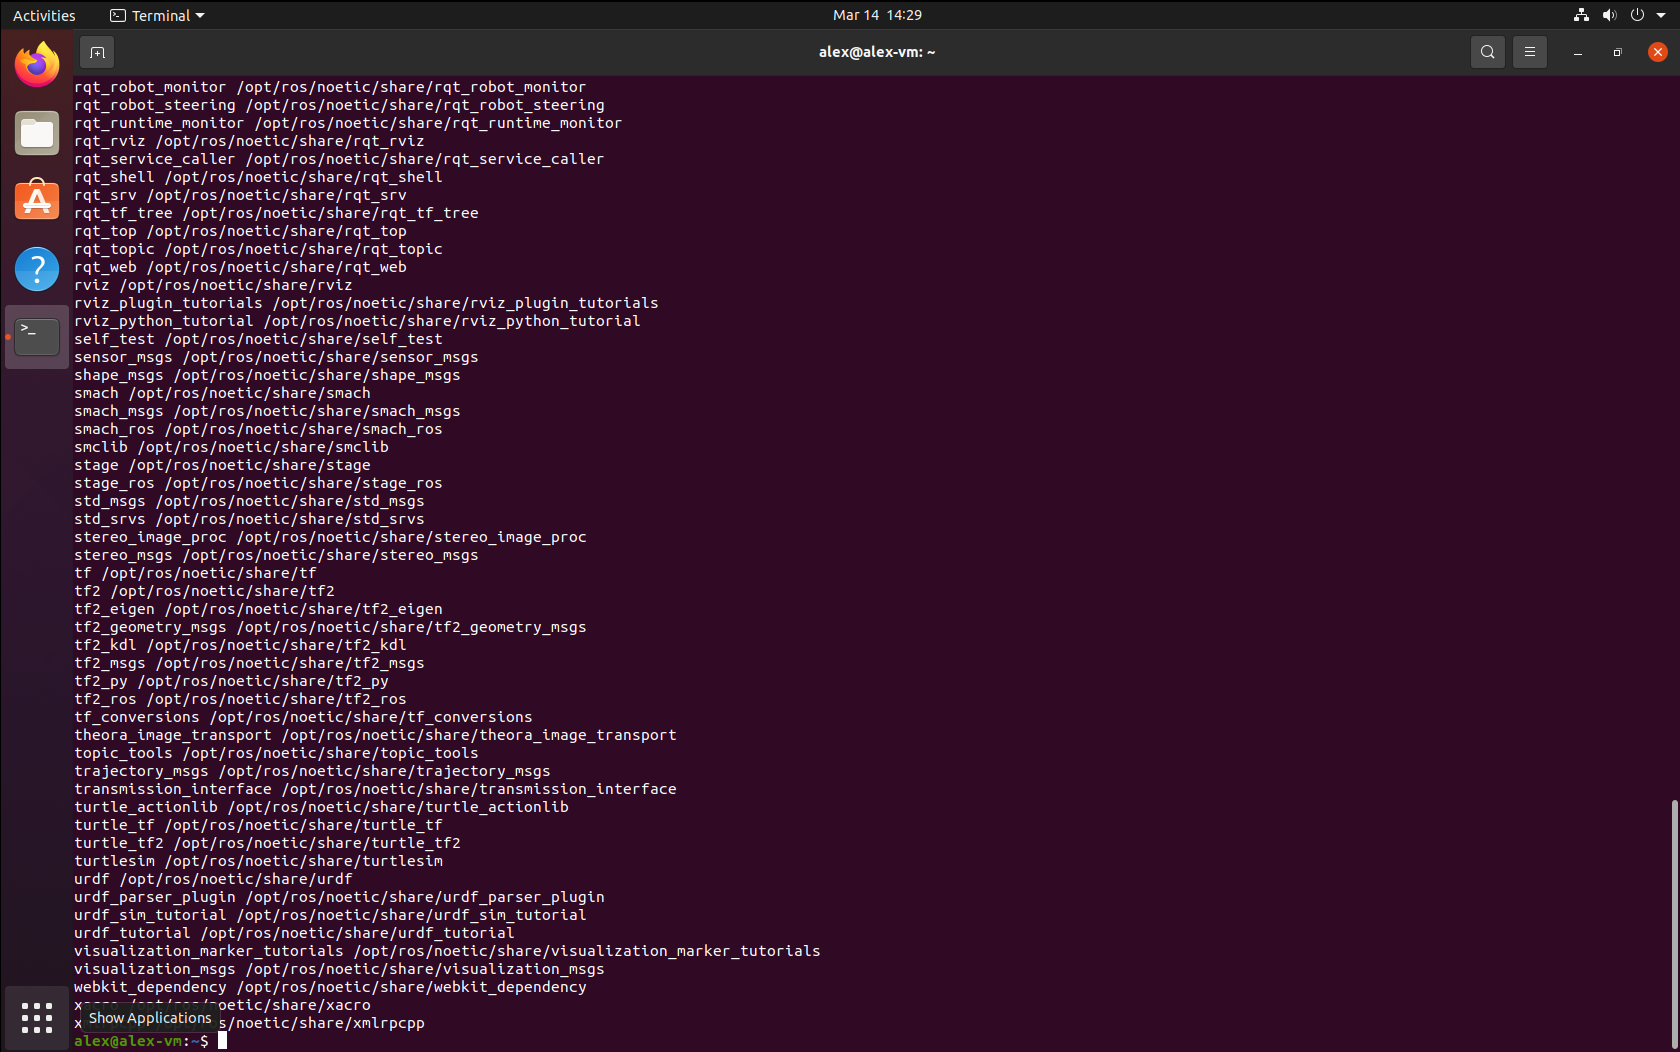 Activities Terminal Mar 14 14:29
alex@alex-vm: ~
rqt_robot_monitor /opt/ros/noetic/share/rqt_robot_monitor
rqt_robot_steering /opt/ros/noetic/share/rqt_robot_steering
rqt_runtime_monitor /opt/ros/noetic/share/rqt_runtime_monitor
rqt_rviz /opt/ros/noetic/share/rqt_rviz
rqt_service_caller /opt/ros/noetic/share/rqt_service_caller
rqt_shell /opt/ros/noetic/share/rqt_shell
rqt_srv /opt/ros/noetic/share/rqt_srv
rqt_tf_tree /opt/ros/noetic/share/rqt_tf_tree
rqt_top /opt/ros/noetic/share/rqt_top
rqt_topic /opt/ros/noetic/share/rqt_topic
rqt_web /opt/ros/noetic/share/rqt_web
rviz /opt/ros/noetic/share/rviz
rviz_plugin_tutorials /opt/ros/noetic/share/rviz_plugin_tutorials
rviz_python_tutorial /opt/ros/noetic/share/rviz_python_tutorial
self_test /opt/ros/noetic/share/self_test
sensor_msgs /opt/ros/noetic/share/sensor_msgs
shape_msgs /opt/ros/noetic/share/shape_msgs
smach /opt/ros/noetic/share/smach
smach_msgs /opt/ros/noetic/share/smach_msgs
smach_ros /opt/ros/noetic/share/smach_ros
smclib /opt/ros/noetic/share/smclib
stage /opt/ros/noetic/share/stage
stage_ros /opt/ros/noetic/share/stage_ros
std_msgs /opt/ros/noetic/share/std_msgs
std_srvs /opt/ros/noetic/share/std_srvs
stereo_image_proc /opt/ros/noetic/share/stereo_image_proc
stereo_msgs /opt/ros/noetic/share/stereo_msgs
tf /opt/ros/noetic/share/tf
tf2 /opt/ros/noetic/share/tf2
tf2_eigen /opt/ros/noetic/share/tf2_eigen
tf2_geometry_msgs /opt/ros/noetic/share/tf2_geometry_msgs
tf2_kdl /opt/ros/noetic/share/tf2_kdl
tf2_msgs /opt/ros/noetic/share/tf2_msgs
tf2_py /opt/ros/noetic/share/tf2_py
tf2_ros /opt/ros/noetic/share/tf2_ros
tf_conversions /opt/ros/noetic/share/tf_conversions
theora_image_transport /opt/ros/noetic/share/theora_image_transport
topic_tools /opt/ros/noetic/share/topic_tools
trajectory_msgs /opt/ros/noetic/share/trajectory_msgs
transmission_interface /opt/ros/noetic/share/transmission_interface
turtle_actionlib /opt/ros/noetic/share/turtle_actionlib
turtle_tf /opt/ros/noetic/share/turtle_tf
turtle_tf2 /opt/ros/noetic/share/turtle_tf2
turtlesim /opt/ros/noetic/share/turtlesim
urdf /opt/ros/noetic/share/urdf
urdf_parser_plugin /opt/ros/noetic/share/urdf_parser_plugin
urdf_sim_tutorial /opt/ros/noetic/share/urdf_sim_tutorial
urdf_tutorial /opt/ros/noetic/share/urdf_tutorial
visualization_marker_tutorials /opt/ros/noetic/share/visualization_marker_tutorials
visualization_msgs /opt/ros/noetic/share/visualization_msgs
webkit_dependency /opt/ros/noetic/share/webkit_dependency
xacro /opt/ros/noetic/share/xacro
Show Applications
xmlrpcpp /opt/ros/noetic/share/xmlrpcpp
alex@alex-vm:~$